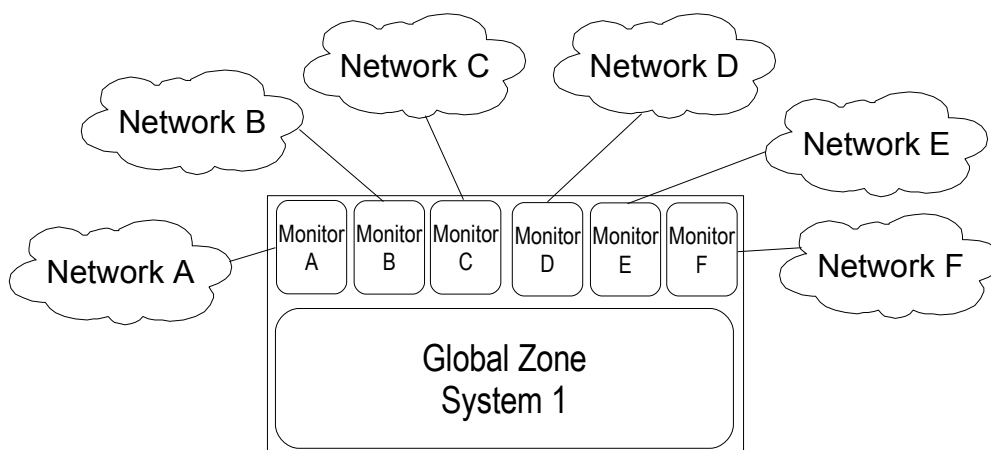 Network C
Network D
Network B
Network E
Network A
Network F
Monitor
A
Monitor
B
Monitor
C
Monitor
D
Monitor
E
Monitor
F
Global Zone
System 1